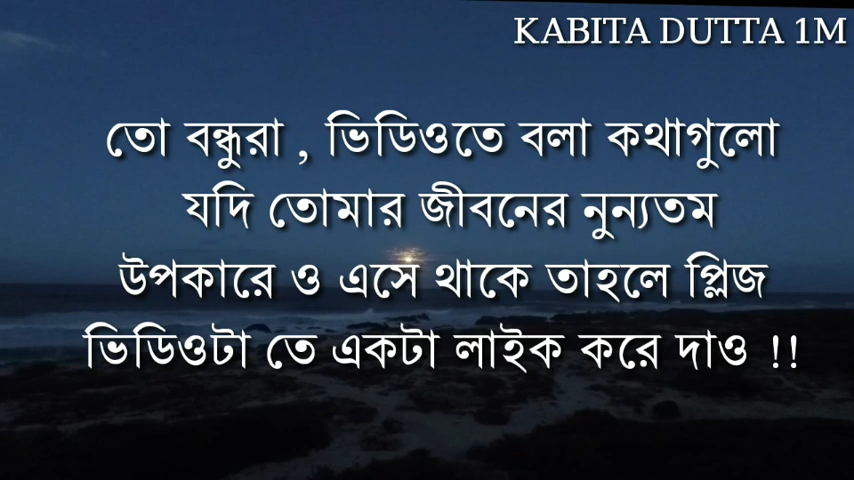 KABITA DUTTA 1M
তো বন্ধুরা , ভিডিওতে বলা কথাগুলো
যদি তোমার জীবনের নুন্যতম
উপকারে ও এসে থাকে তাহলে প্লিজ
ভিডিওটা তে একটা লাইক করে দাও !!